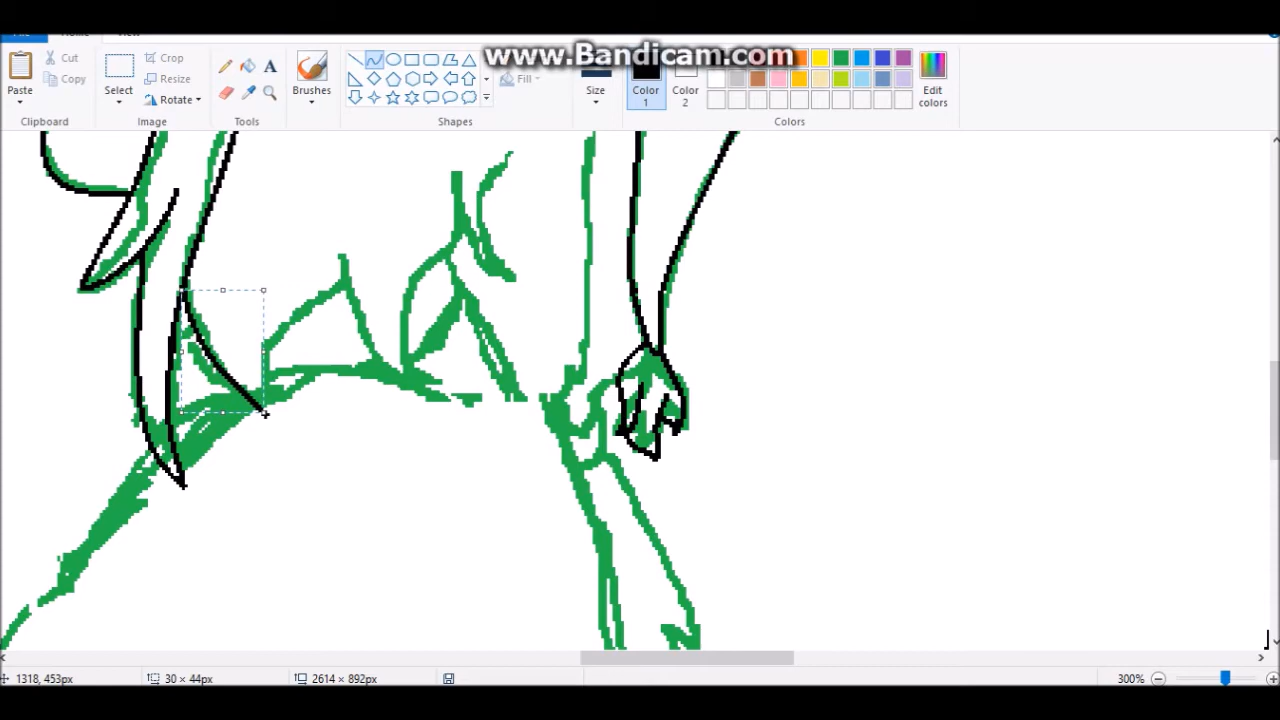 www.Bandicam.com
Cut
Copy
Paste
Clipboard
Select
Crop
Resize
Rotate
Image
Tools
Brushes
Shapes
Fill
Size
Color
1
Color
2
Edit
colors
Colors
1318, 453px
30 × 44px
2614 × 892px
300%